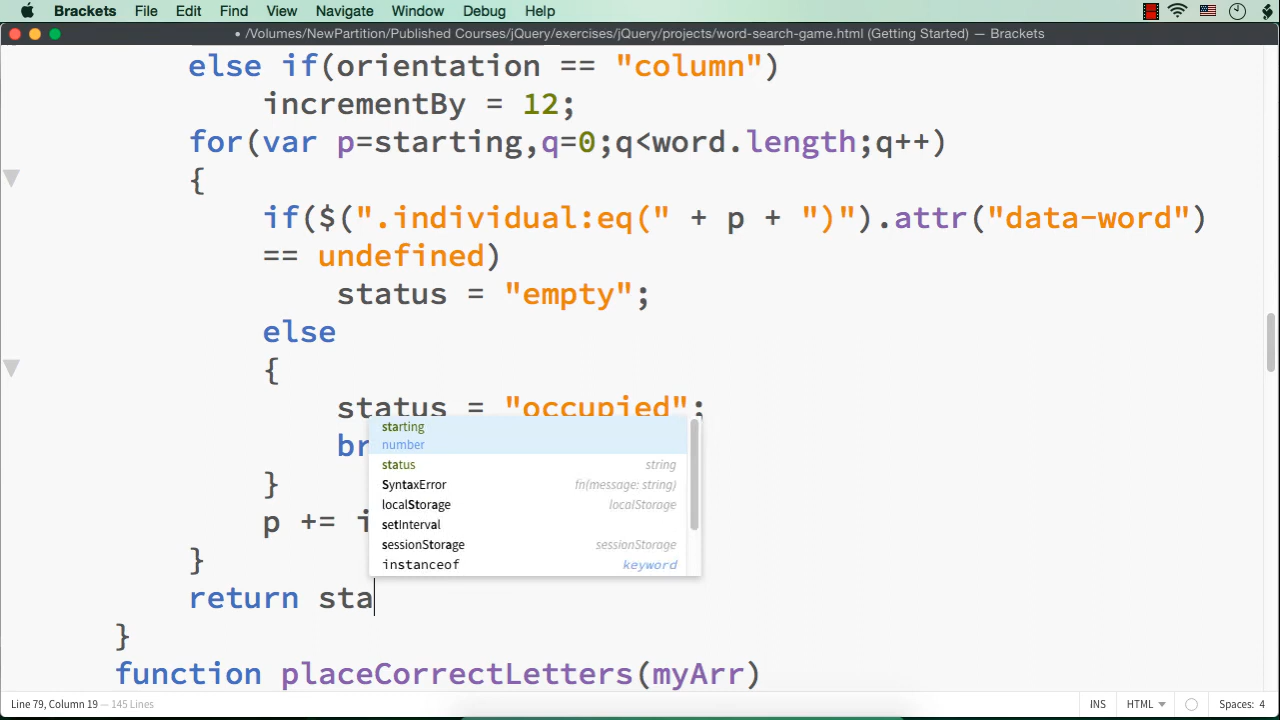 Brackets File Edit Find View Navigate Window Debug Help
• /Volumes/NewPartition/Published Courses/jQuery/exercises/jQuery/projects/word-search-game.html (Getting Started) — Brackets
else if(orientation == "column")
incrementBy = 12;
for(var p=starting,q=0;q<word.length;q++)
{
if($(".individual:eq(" + p + ")").attr("data-word")
== undefined)
status = "empty";
else
{
status = "occupied";
starting
number
br
status string
SyntaxError fn(message: string)
}
localStorage localStorage
p += i
setInterval
sessionStorage sessionStorage
}
instanceof keyword
return sta
}
function placeCorrectLetters(myArr)
Line 79, Column 19 — 145 Lines INS HTML Spaces: 4